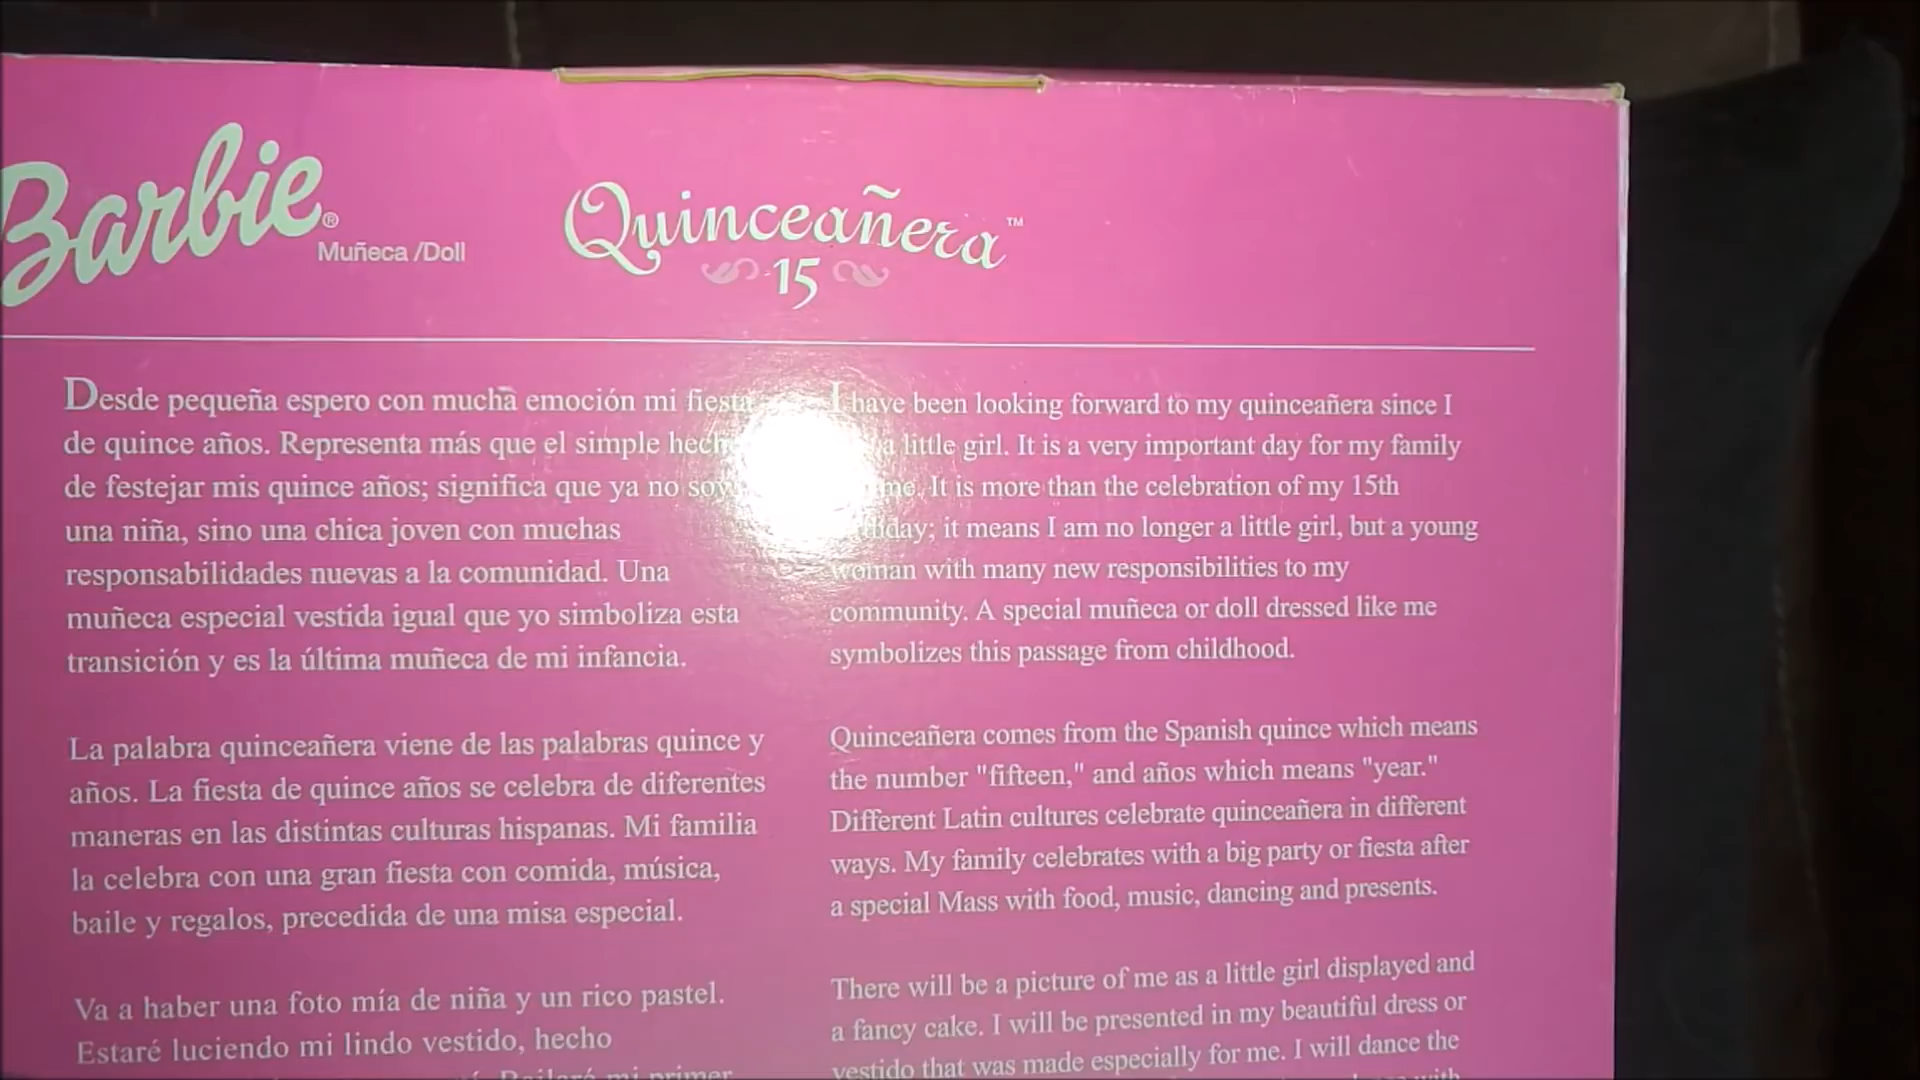 Barbie®
Muñeca /Doll
Quinceañera™
15
Desde pequeña espero con mucha emoción mi fiesta
de quince años. Representa más que el simple
de festejar mis quince años; significa que ya no soy
una niña, sino una chica joven con muchas
responsabilidades nuevas a la comunidad. Una
muñeca especial vestida igual que yo simboliza esta
transición y es la última muñeca de mi infancia.
La palabra quinceañera viene de las palabras quince y
años. La fiesta de quince años se celebra de diferentes
maneras en las distintas culturas hispanas. Mi familia
la celebra con una gran fiesta con comida, música,
baile y regalos, precedida de una misa especial.
Va a haber una foto mía de niña y un rico pastel.
Estaré luciendo mi lindo vestido, hecho
Bailaré mi primer
I have been looking forward to my quinceañera since I
a little girl. It is a very important day for my family
me. It is more than the celebration of my 15th
it means I am no longer a little girl, but a young
woman with many new responsibilities to my
community. A special muñeca or doll dressed like me
symbolizes this passage from childhood.
Quinceañera comes from the Spanish quince which means
the number "fifteen," and años which means "year."
Different Latin cultures celebrate quinceañera in different
ways. My family celebrates with a big party or fiesta after
a special Mass with food, music, dancing and presents.
There will be a picture of me as a little girl displayed and
a fancy cake. I will be presented in my beautiful dress or
vestido that was made especially for me. I will dance the
with